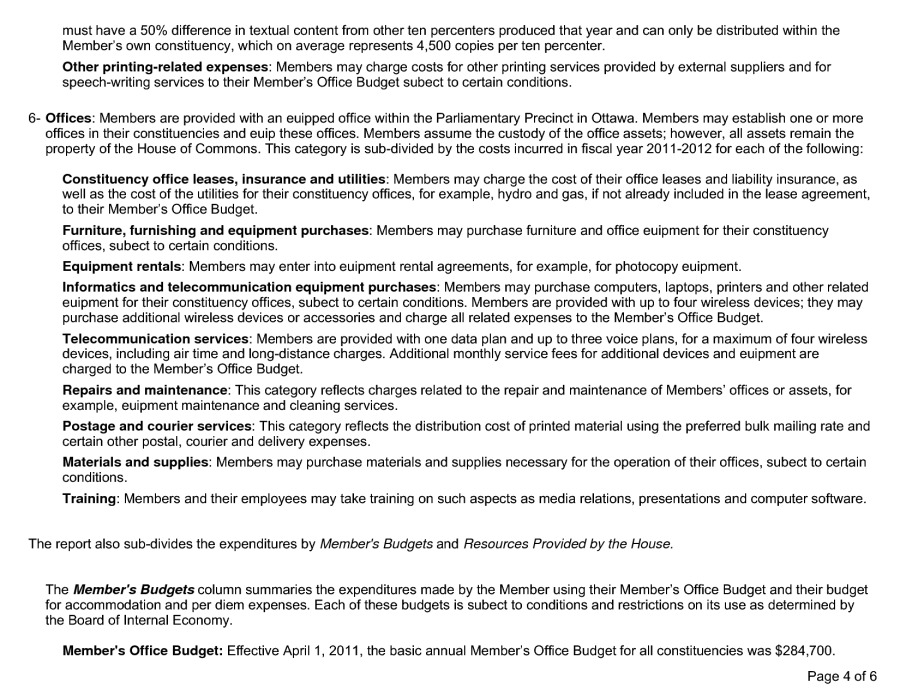 must have a 50% difference in textual content from other ten percenters produced that year and can only be distributed within the
Member's own constituency, which on average represents 4,500 copies per ten percenter.
Other printing-related expenses: Members may charge costs for other printing services provided by external suppliers and for
speech-writing services to their Member's Office Budget subect to certain conditions.
6- Offices: Members are provided with an euipped office within the Parliamentary Precinct in Ottawa. Members may establish one or more
offices in their constituencies and euip these offices. Members assume the custody of the office assets; however, all assets remain the
property of the House of Commons. This category is sub-divided by the costs incurred in fiscal year 2011-2012 for each of the following:
Constituency office leases, insurance and utilities: Members may charge the cost of their office leases and liability insurance, as
well as the cost of the utilities for their constituency offices, for example, hydro and gas, if not already included in the lease agreement,
to their Member's Office Budget.
Furniture, furnishing and equipment purchases: Members may purchase furniture and office euipment for their constituency
offices, subect to certain conditions.
Equipment rentals: Members may enter into euipment rental agreements, for example, for photocopy euipment.
Informatics and telecommunication equipment purchases: Members may purchase computers, laptops, printers and other related
euipment for their constituency offices, subect to certain conditions. Members are provided with up to four wireless devices; they may
purchase additional wireless devices or accessories and charge all related expenses to the Member's Office Budget.
Telecommunication services: Members are provided with one data plan and up to three voice plans, for a maximum of four wireless
devices, including air time and long-distance charges. Additional monthly service fees for additional devices and euipment are
charged to the Member's Office Budget.
Repairs and maintenance: This category reflects charges related to the repair and maintenance of Members' offices or assets, for
example, euipment maintenance and cleaning services.
Postage and courier services: This category reflects the distribution cost of printed material using the preferred bulk mailing rate and
certain other postal, courier and delivery expenses.
Materials and supplies: Members may purchase materials and supplies necessary for the operation of their offices, subect to certain
conditions.
Training: Members and their employees may take training on such aspects as media relations, presentations and computer software.
The report also sub-divides the expenditures by Member's Budgets and Resources Provided by the House.
The Member's Budgets column summaries the expenditures made by the Member using their Member's Office Budget and their budget
for accommodation and per diem expenses. Each of these budgets is subect to conditions and restrictions on its use as determined by
the Board of Internal Economy.
Member's Office Budget: Effective April 1, 2011, the basic annual Member's Office Budget for all constituencies was $284,700.
Page 4 of 6